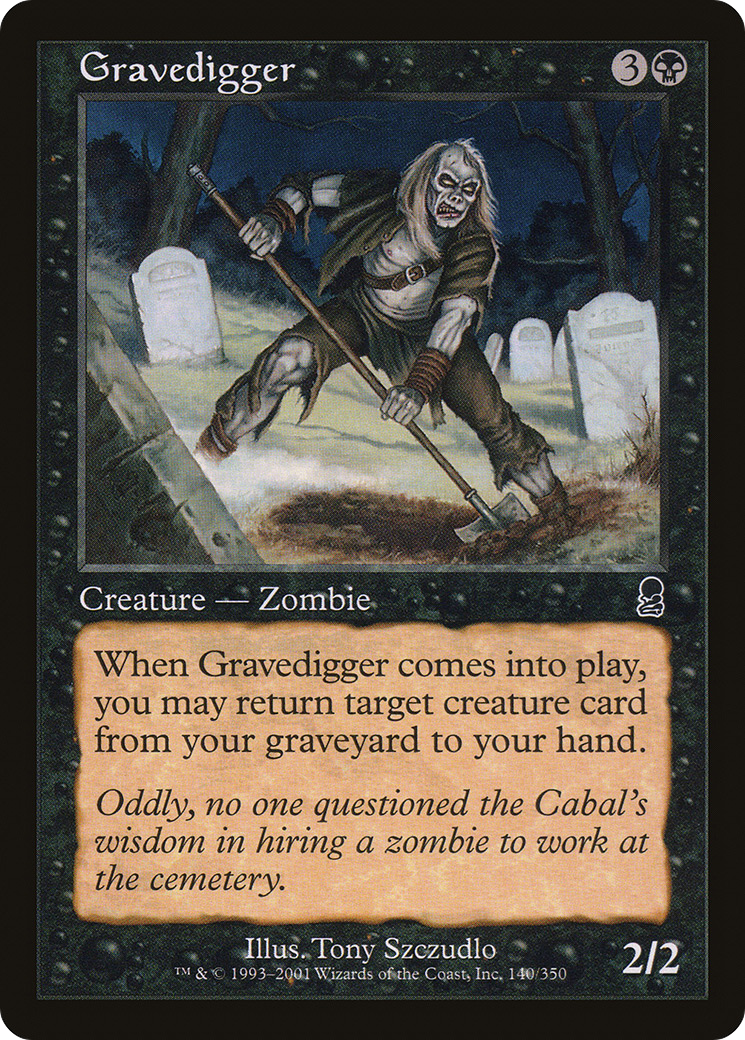 Gravedigger 3
Creature — Zombie
When Gravedigger comes into play,
you may return target creature card
from your graveyard to your hand.
Oddly, no one questioned the Cabal's
wisdom in hiring a zombie to work at
the cemetery.
Illus. Tony Szczudlo
™ & © 1993–2001 Wizards of the Coast, Inc. 140/350
2/2